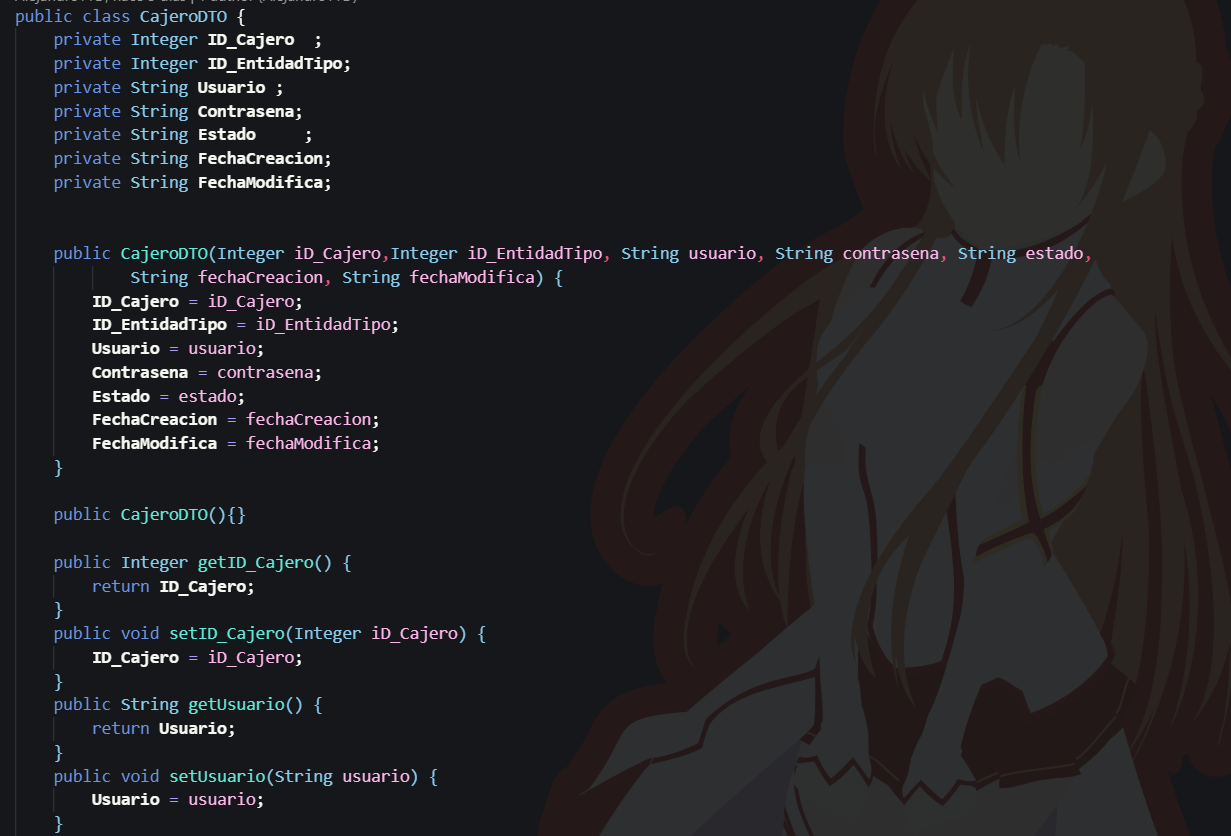 public class CajeroDTO {
private Integer ID_Cajero  ;
private Integer ID_EntidadTipo;
private String Usuario ;
private String Contrasena;
private String Estado     ;
private String FechaCreacion;
private String FechaModifica;
public CajeroDTO(Integer iD_Cajero,Integer iD_EntidadTipo, String usuario, String contrasena, String estado,
String fechaCreacion, String fechaModifica) {
ID_Cajero = iD_Cajero;
ID_EntidadTipo = iD_EntidadTipo;
Usuario = usuario;
Contrasena = contrasena;
Estado = estado;
FechaCreacion = fechaCreacion;
FechaModifica = fechaModifica;
}
public CajeroDTO(){}
public Integer getID_Cajero() {
return ID_Cajero;
}
public void setID_Cajero(Integer iD_Cajero) {
ID_Cajero = iD_Cajero;
}
public String getUsuario() {
return Usuario;
}
public void setUsuario(String usuario) {
Usuario = usuario;
}